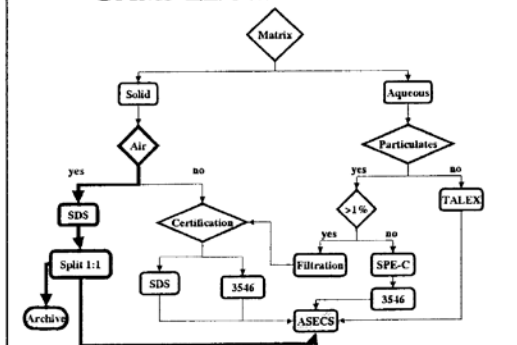 Matrix
Solid
Aqueous
Air
Particulates
yes
no
yes
no
SDS
Certification
>1%
TALEX
yes
no
Split 1:1
SDS
3546
Filtration
SPE-C
3546
Archive
ASECS